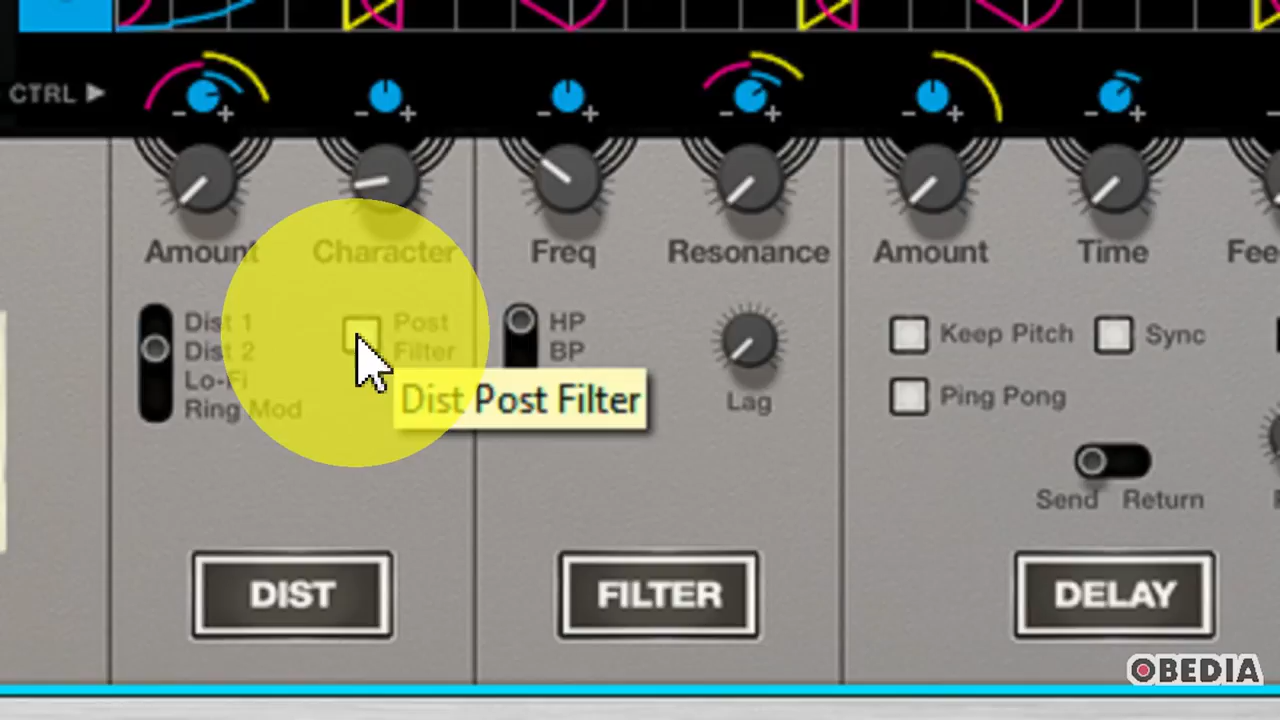 CTRL
- + - + - + - + - + - +
Amount Character Freq Resonance Amount Time Fee
Dist 1
Dist 2
Lo-Fi
Ring Mod
Post
Filter
Dist Post Filter
HP
BP
Lag
Keep Pitch
Sync
Ping Pong
Send Return
DIST FILTER DELAY
OBEDIA